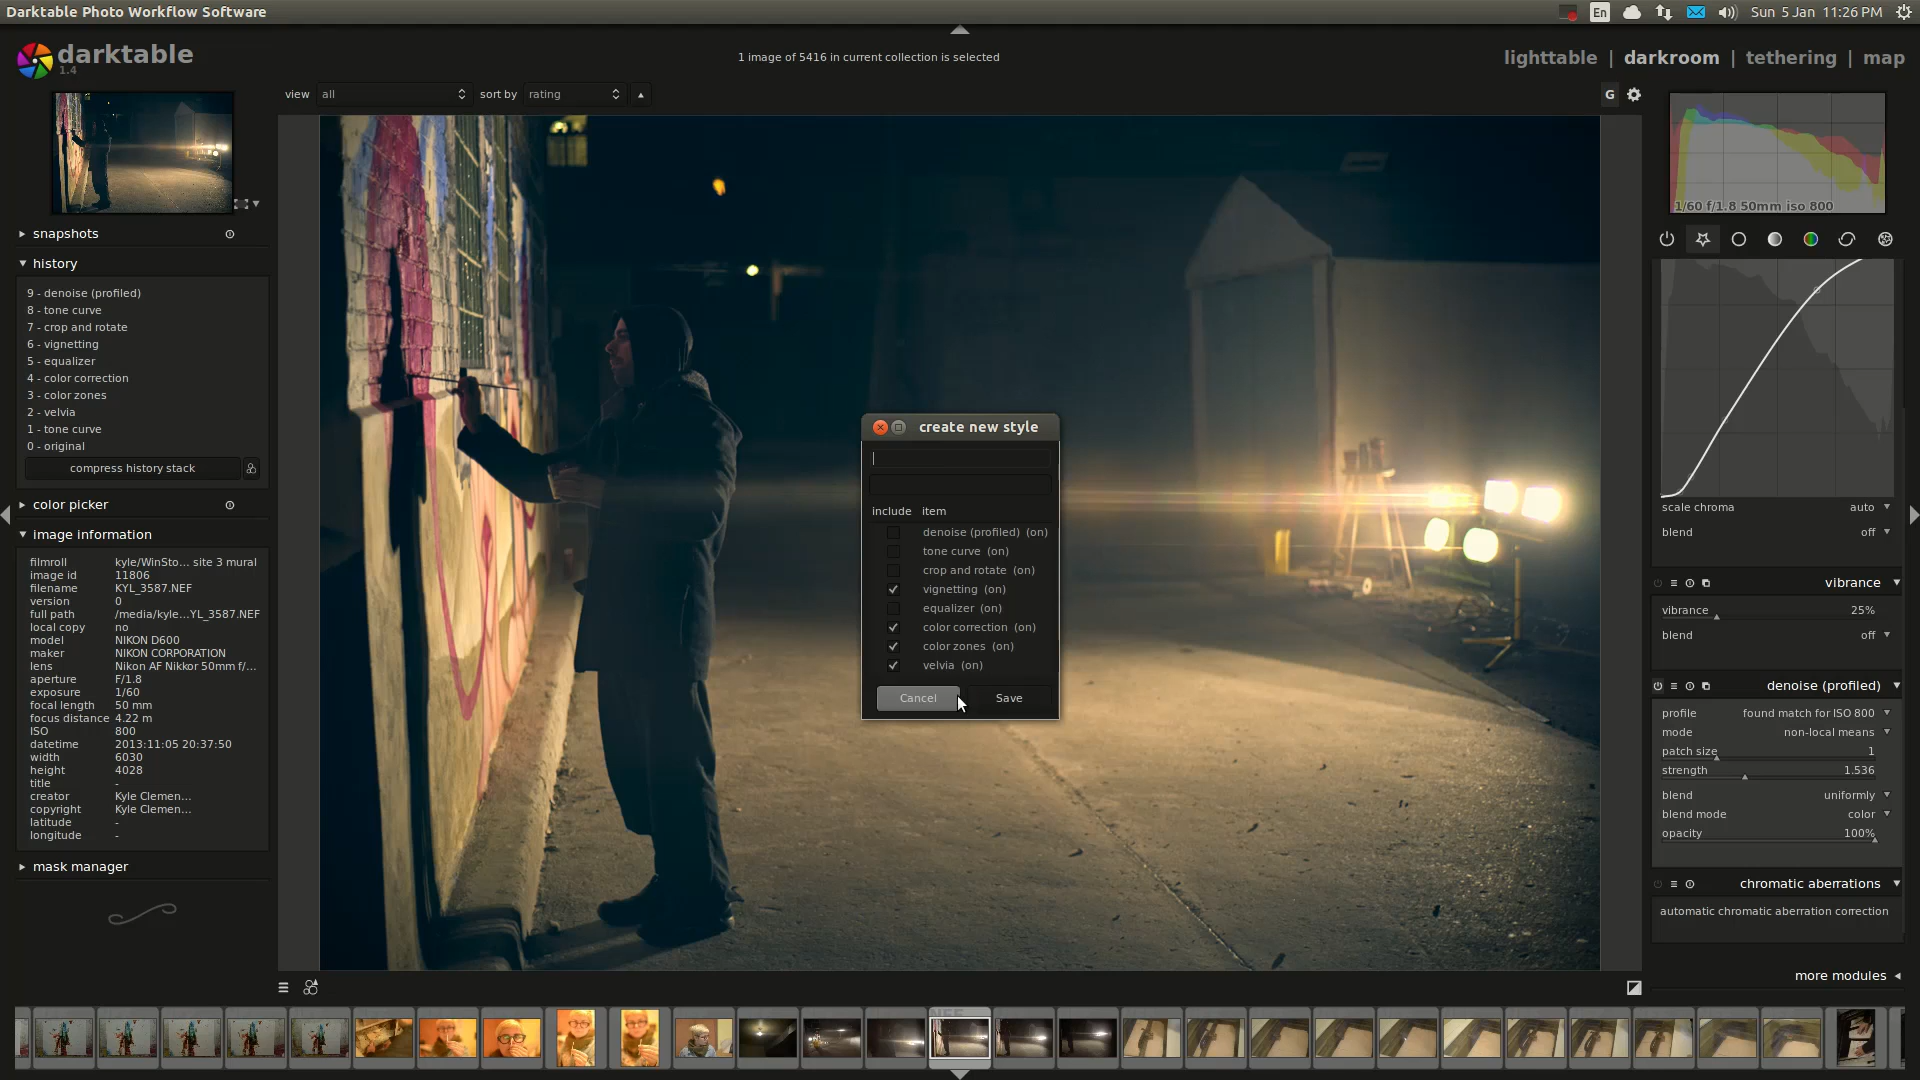 Darktable Photo Workflow Software
En
Sun 5 Jan 11:26 PM
darktable
1.4
1 image of 5416 in current collection is selected
lighttable | darkroom | tethering | map
view all sort by rating
G
1/60 f/1.8 50mm iso 800
snapshots
history
9 - denoise (profiled)
8 - tone curve
7 - crop and rotate
6 - vignetting
5 - equalizer
4 - color correction
3 - color zones
2 - velvia
1 - tone curve
0 - original
compress history stack
color picker
image information
filmroll kyle/WinSto... site 3 mural
image id 11806
filename KYL_3587.NEF
version 0
full path /media/kyle...YL_3587.NEF
local copy no
model NIKON D600
maker NIKON CORPORATION
lens Nikon AF Nikkor 50mm f/...
aperture F/1.8
exposure 1/60
focal length 50 mm
focus distance 4.22 m
ISO 800
datetime 2013:11:05 20:37:50
width 6030
height 4028
title -
creator Kyle Clemen...
copyright Kyle Clemen...
latitude -
longitude -
mask manager
create new style
include item
denoise (profiled) (on)
tone curve (on)
crop and rotate (on)
vignetting (on)
equalizer (on)
color correction (on)
color zones (on)
velvia (on)
Cancel Save
scale chroma auto
blend off
vibrance
vibrance 25%
blend off
denoise (profiled)
profile found match for ISO 800
mode non-local means
patch size 1
strength 1.536
blend uniformly
blend mode color
opacity 100%
chromatic aberrations
automatic chromatic aberration correction
more modules